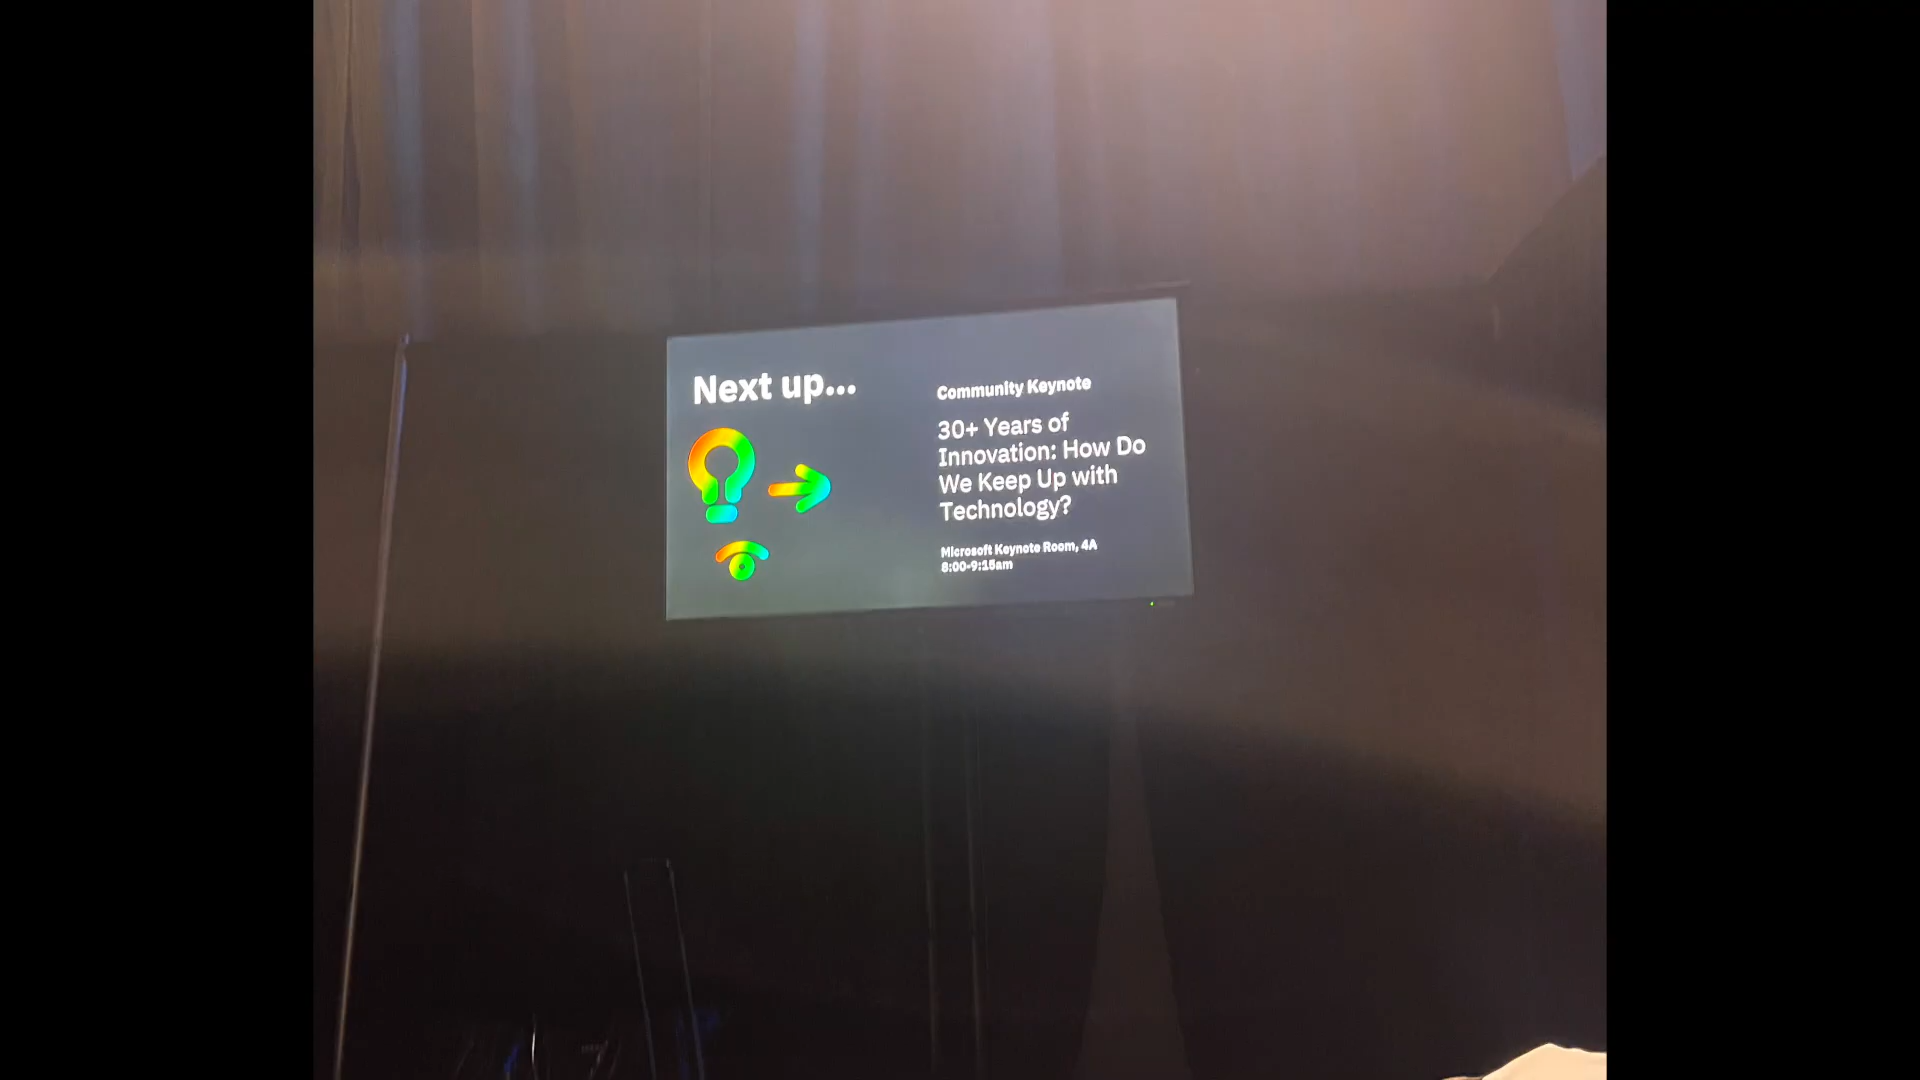 Next up...
Community Keynote
30+ Years of
Innovation: How Do
We Keep Up with
Technology?
Microsoft Keynote Room, 4A
8:00-9:15am